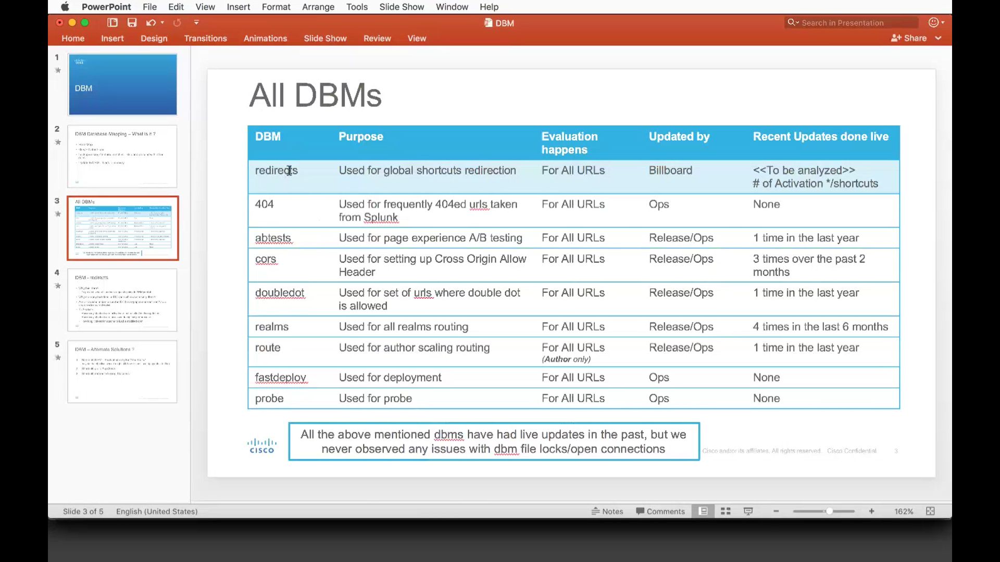 PowerPoint File Edit View Insert Format Arrange Tools Slide Show Window Help
DBM
Search in Presentation
Home Insert Design Transitions Animations Slide Show Review View
Share
1
DBM
2
DBM Database Mapping – What is it ?
3
All DBMs
4
DBM - redirects
5
DBM – Alternate Solutions ?
All DBMs
DBM Purpose Evaluation happens Updated by Recent Updates done live
redirects Used for global shortcuts redirection For All URLs Billboard <<To be analyzed>>
# of Activation */shortcuts
404 Used for frequently 404ed urls taken For All URLs Ops None
from Splunk
abtests Used for page experience A/B testing For All URLs Release/Ops 1 time in the last year
cors Used for setting up Cross Origin Allow For All URLs Release/Ops 3 times over the past 2
Header months
doubledot Used for set of urls where double dot For All URLs Release/Ops 1 time in the last year
is allowed
realms Used for all realms routing For All URLs Release/Ops 4 times in the last 6 months
route Used for author scaling routing For All URLs Release/Ops 1 time in the last year
(Author only)
fastdeploy Used for deployment For All URLs Ops None
probe Used for probe For All URLs Ops None
All the above mentioned dbms have had live updates in the past, but we
never observed any issues with dbm file locks/open connections
CISCO
Cisco and/or its affiliates. All rights reserved. Cisco Confidential 3
Slide 3 of 5 English (United States) Notes Comments 162%